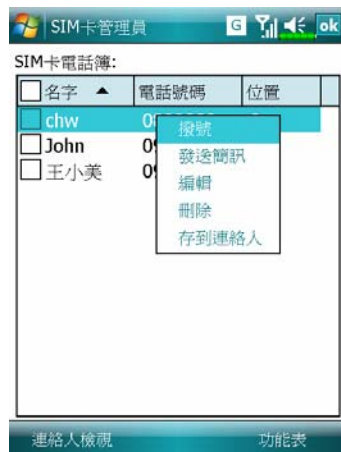 SIM卡管理員 G ok
SIM卡電話簿:
名字 ▲ 電話號碼 位置
chw
John 09
王小美
撥號
發送簡訊
編輯
刪除
存到連絡人
連絡人檢視 功能表